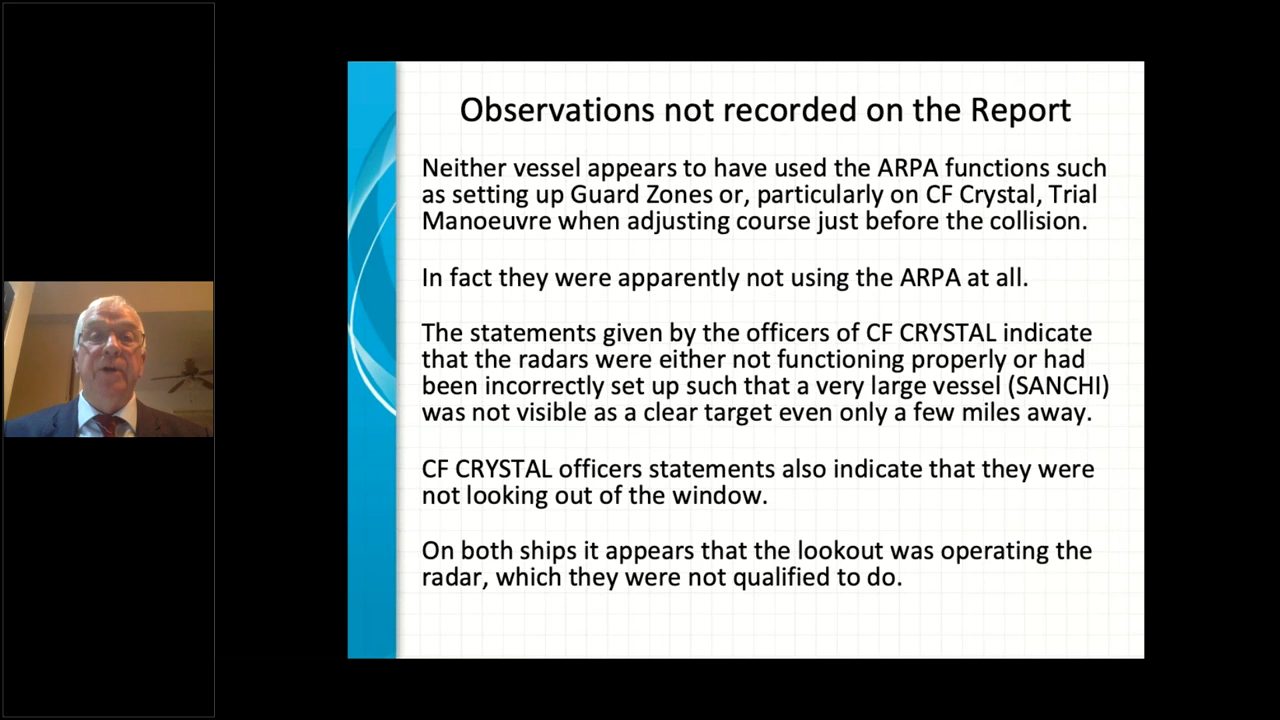 Observations not recorded on the Report
Neither vessel appears to have used the ARPA functions such
as setting up Guard Zones or, particularly on CF Crystal, Trial
Manoeuvre when adjusting course just before the collision.
In fact they were apparently not using the ARPA at all.
The statements given by the officers of CF CRYSTAL indicate
that the radars were either not functioning properly or had
been incorrectly set up such that a very large vessel (SANCHI)
was not visible as a clear target even only a few miles away.
CF CRYSTAL officers statements also indicate that they were
not looking out of the window.
On both ships it appears that the lookout was operating the
radar, which they were not qualified to do.